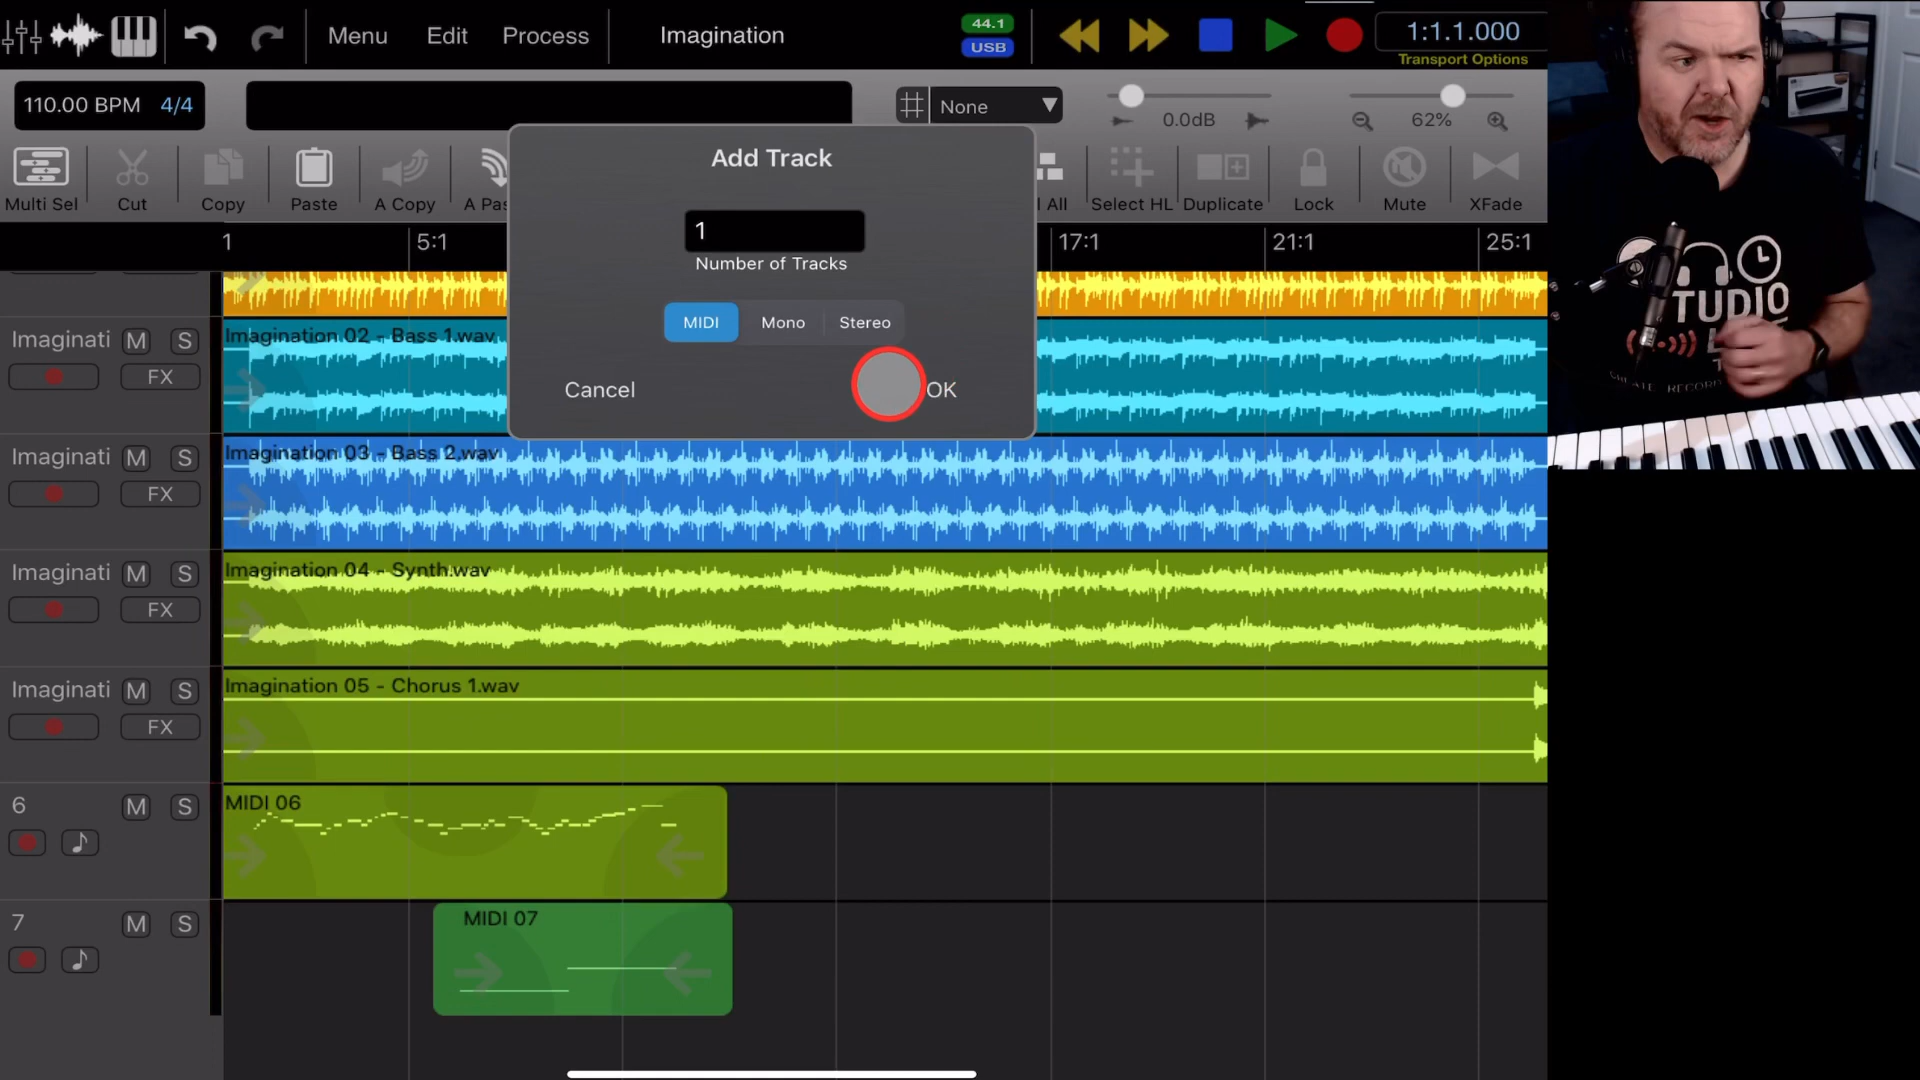 Menu Edit Process Imagination 44.1 USB 1:1.1.000
Transport Options
110.00 BPM 4/4 None 0.0dB 62%
Multi Sel Cut Copy Paste A Copy A Pas All Select HL Duplicate Lock Mute XFade
Add Track
1
Number of Tracks
MIDI Mono Stereo
Cancel OK
1 5:1 17:1 21:1 25:1
Imaginati M S Imagination 02 - Bass 1.wav
FX
Imaginati M S Imagination 03 - Bass 2.wav
FX
Imaginati M S Imagination 04 - Synth.wav
FX
Imaginati M S Imagination 05 - Chorus 1.wav
FX
6 M S MIDI 06
7 M S MIDI 07
TUDIO
CREATE RECORD